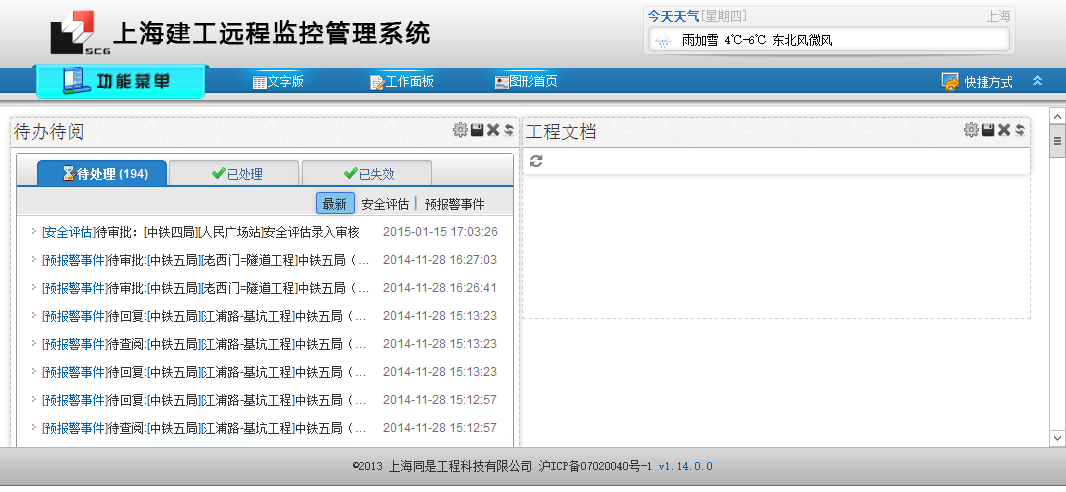 SCG 上海建工远程监控管理系统
今天天气[星期四] 上海
雨加雪 4℃-6℃ 东北风微风
功能菜单 文字版 工作面板 图形首页 快捷方式
待办待阅
待处理 (194) 已处理 已失效
最新 安全评估 预报警事件
[安全评估]待审批：[中铁四局][人民广场站]安全评估录入审核 2015-01-15 17:03:26
[预报警事件]待审批:[中铁五局][老西门=隧道工程]中铁五局（... 2014-11-28 16:27:03
[预报警事件]待审批:[中铁五局][老西门=隧道工程]中铁五局（... 2014-11-28 16:26:41
[预报警事件]待回复:[中铁五局][江浦路-基坑工程]中铁五局（... 2014-11-28 15:13:23
[预报警事件]待查阅:[中铁五局][江浦路-基坑工程]中铁五局（... 2014-11-28 15:13:23
[预报警事件]待回复:[中铁五局][江浦路-基坑工程]中铁五局（... 2014-11-28 15:13:23
[预报警事件]待回复:[中铁五局][江浦路-基坑工程]中铁五局（... 2014-11-28 15:12:57
[预报警事件]待查阅:[中铁五局][江浦路-基坑工程]中铁五局（... 2014-11-28 15:12:57
工程文档
©2013 上海同是工程科技有限公司 沪ICP备07020040号-1 v1.14.0.0